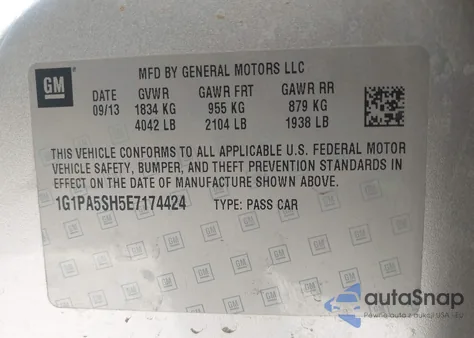 GM
MFD BY GENERAL MOTORS LLC
DATE GVWR GAWR FRT GAWR RR
09/13 1834 KG 955 KG 879 KG
4042 LB 2104 LB 1938 LB
THIS VEHICLE CONFORMS TO ALL APPLICABLE U.S. FEDERAL MOTOR
VEHICLE SAFETY, BUMPER, AND THEFT PREVENTION STANDARDS IN
EFFECT ON THE DATE OF MANUFACTURE SHOWN ABOVE.
1G1PA5SH5E7174424 TYPE: PASS CAR
autoSnap